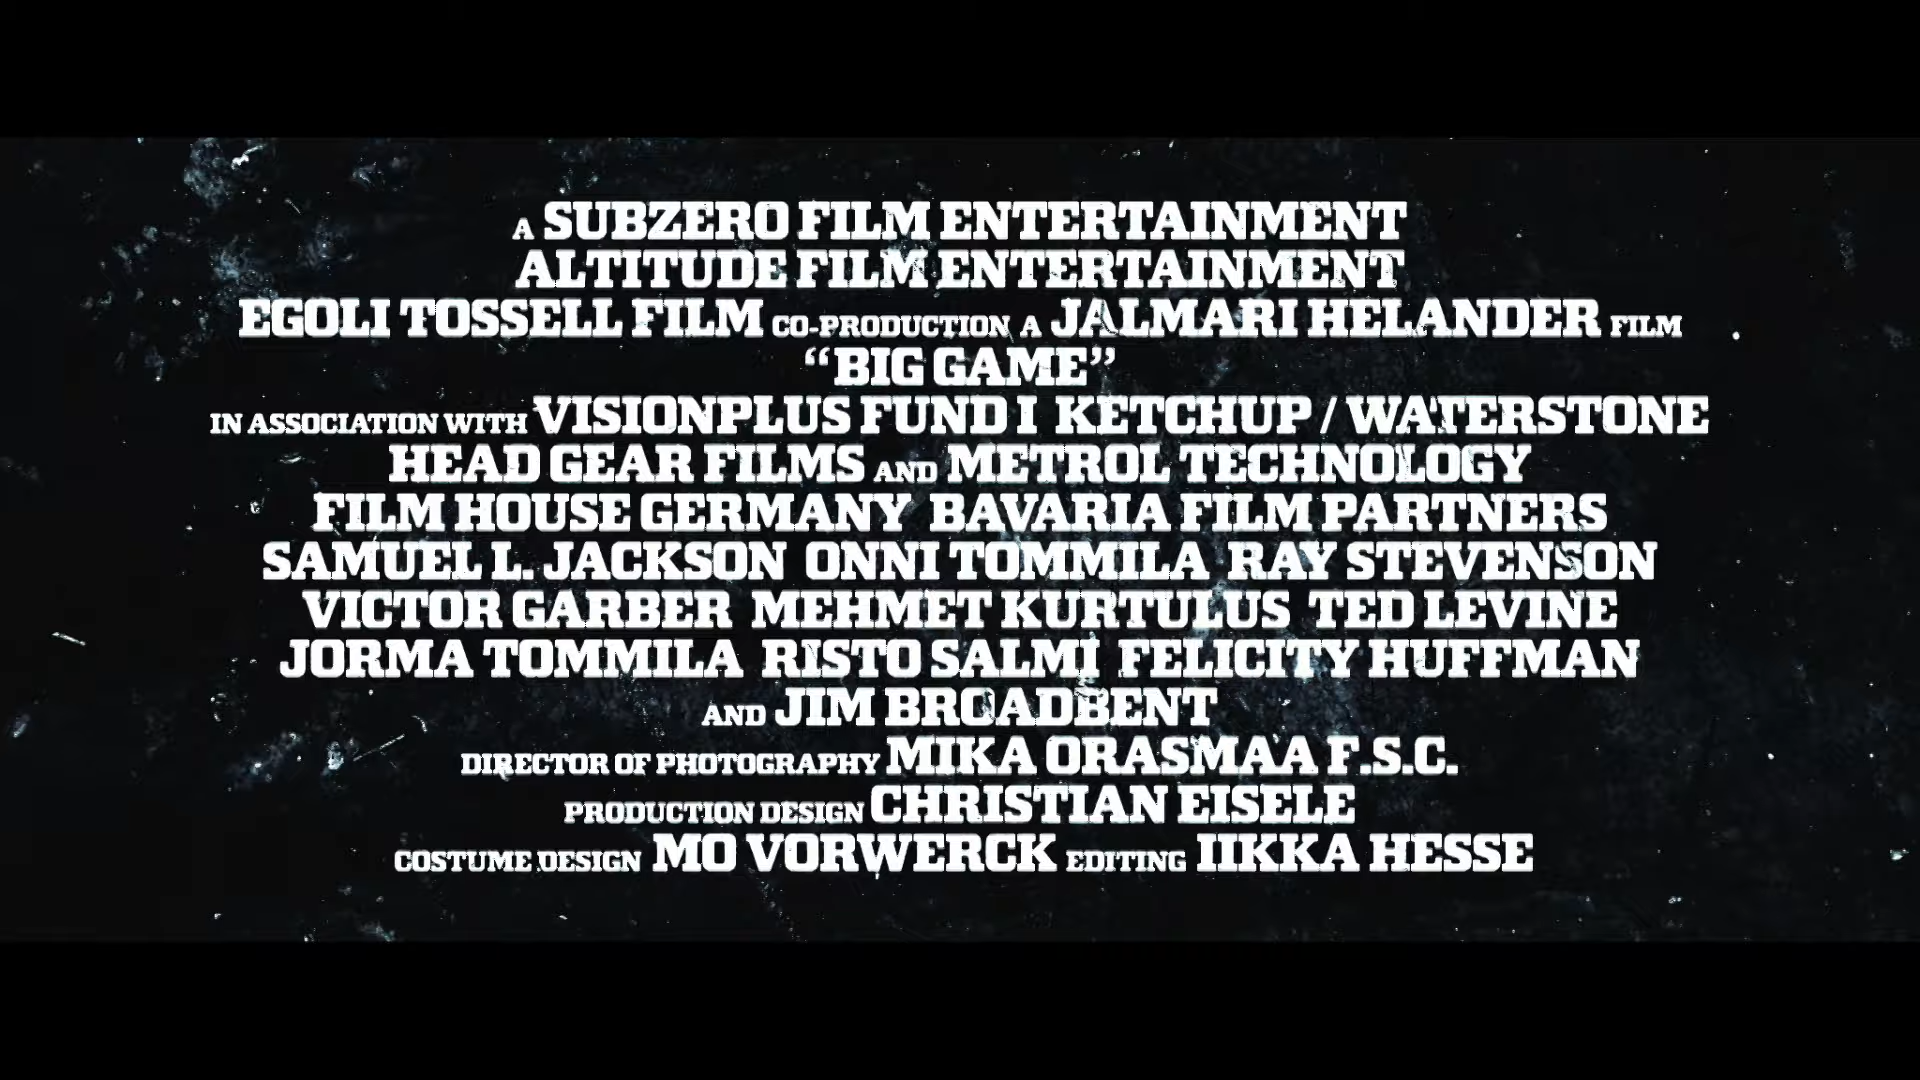 A SUBZERO FILM ENTERTAINMENT
ALTITUDE FILM ENTERTAINMENT
EGOLI TOSSELL FILM CO-PRODUCTION A JALMARI HELANDER FILM
“BIG GAME”
IN ASSOCIATION WITH VISIONPLUS FUND I KETCHUP / WATERSTONE
HEAD GEAR FILMS AND METROL TECHNOLOGY
FILM HOUSE GERMANY BAVARIA FILM PARTNERS
SAMUEL L. JACKSON ONNI TOMMILA RAY STEVENSON
VICTOR GARBER MEHMET KURTULUS TED LEVINE
JORMA TOMMILA RISTO SALMI FELICITY HUFFMAN
AND JIM BROADBENT
DIRECTOR OF PHOTOGRAPHY MIKA ORASMAA F.S.C.
PRODUCTION DESIGN CHRISTIAN EISELE
COSTUME DESIGN MO VORWERCK EDITING IIKKA HESSE